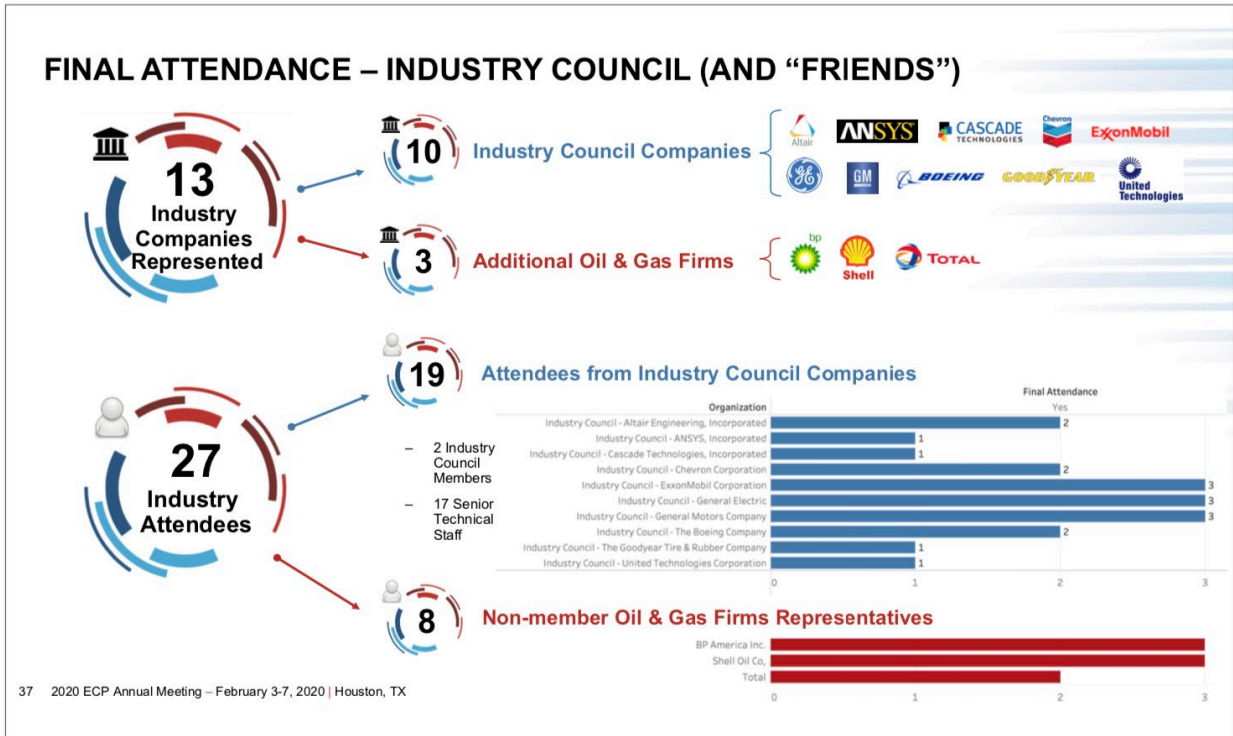 FINAL ATTENDANCE – INDUSTRY COUNCIL (AND “FRIENDS”)
13
Industry
Companies
Represented
10
Industry Council Companies
Altair
ANSYS
CASCADE
TECHNOLOGIES
Chevron
ExxonMobil
GE
GM
BOEING
GOODYEAR
United
Technologies
3
Additional Oil & Gas Firms
bp
Shell
TOTAL
27
Industry
Attendees
19
Attendees from Industry Council Companies
– 2 Industry
Council
Members
– 17 Senior
Technical
Staff
Final Attendance
Organization
Yes
Industry Council - Altair Engineering, Incorporated 2
Industry Council - ANSYS, Incorporated 1
Industry Council - Cascade Technologies, Incorporated 1
Industry Council - Chevron Corporation 2
Industry Council - ExxonMobil Corporation 3
Industry Council - General Electric 3
Industry Council - General Motors Company 3
Industry Council - The Boeing Company 2
Industry Council - The Goodyear Tire & Rubber Company 1
Industry Council - United Technologies Corporation 1
0 1 2 3
8
Non-member Oil & Gas Firms Representatives
BP America Inc.
Shell Oil Co,
Total
0 1 2 3
37 2020 ECP Annual Meeting – February 3-7, 2020 | Houston, TX